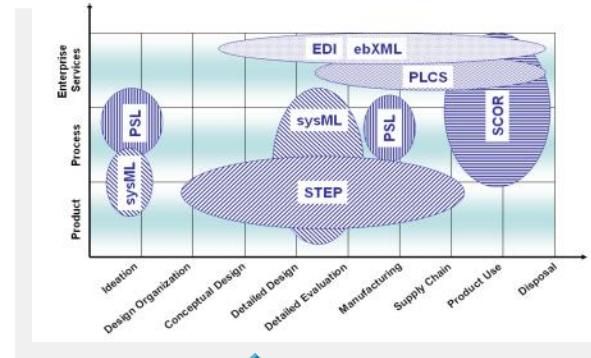 EDI ebXML
PLCS
Enterprise
Services
PSL
sysML
PSL
SCOR
Process
sysML
STEP
Product
Ideation
Design Organization
Conceptual Design
Detailed Design
Detailed Evaluation
Manufacturing
Supply Chain
Product Use
Disposal